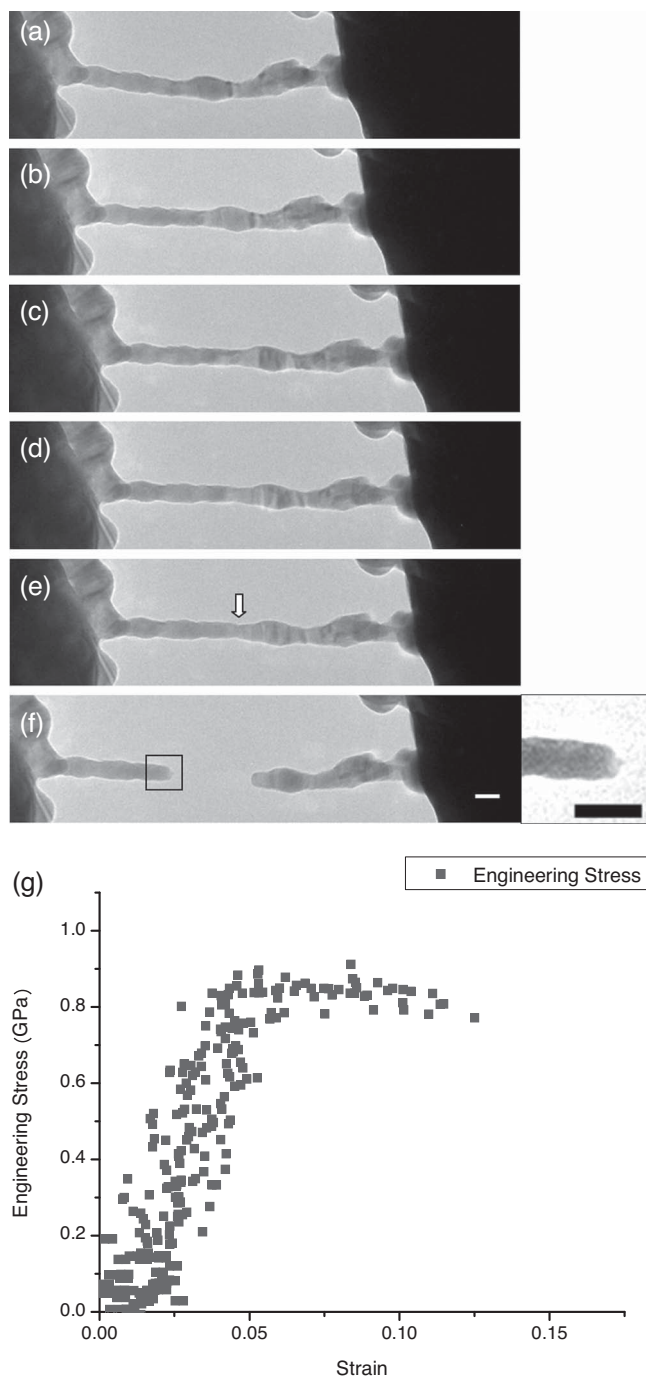 (a)
(b)
(c)
(d)
(e)
(f)
(g)
Engineering Stress
1.0
0.8
0.6
0.4
0.2
0.0
Engineering Stress (GPa)
0.00 0.05 0.10 0.15
Strain